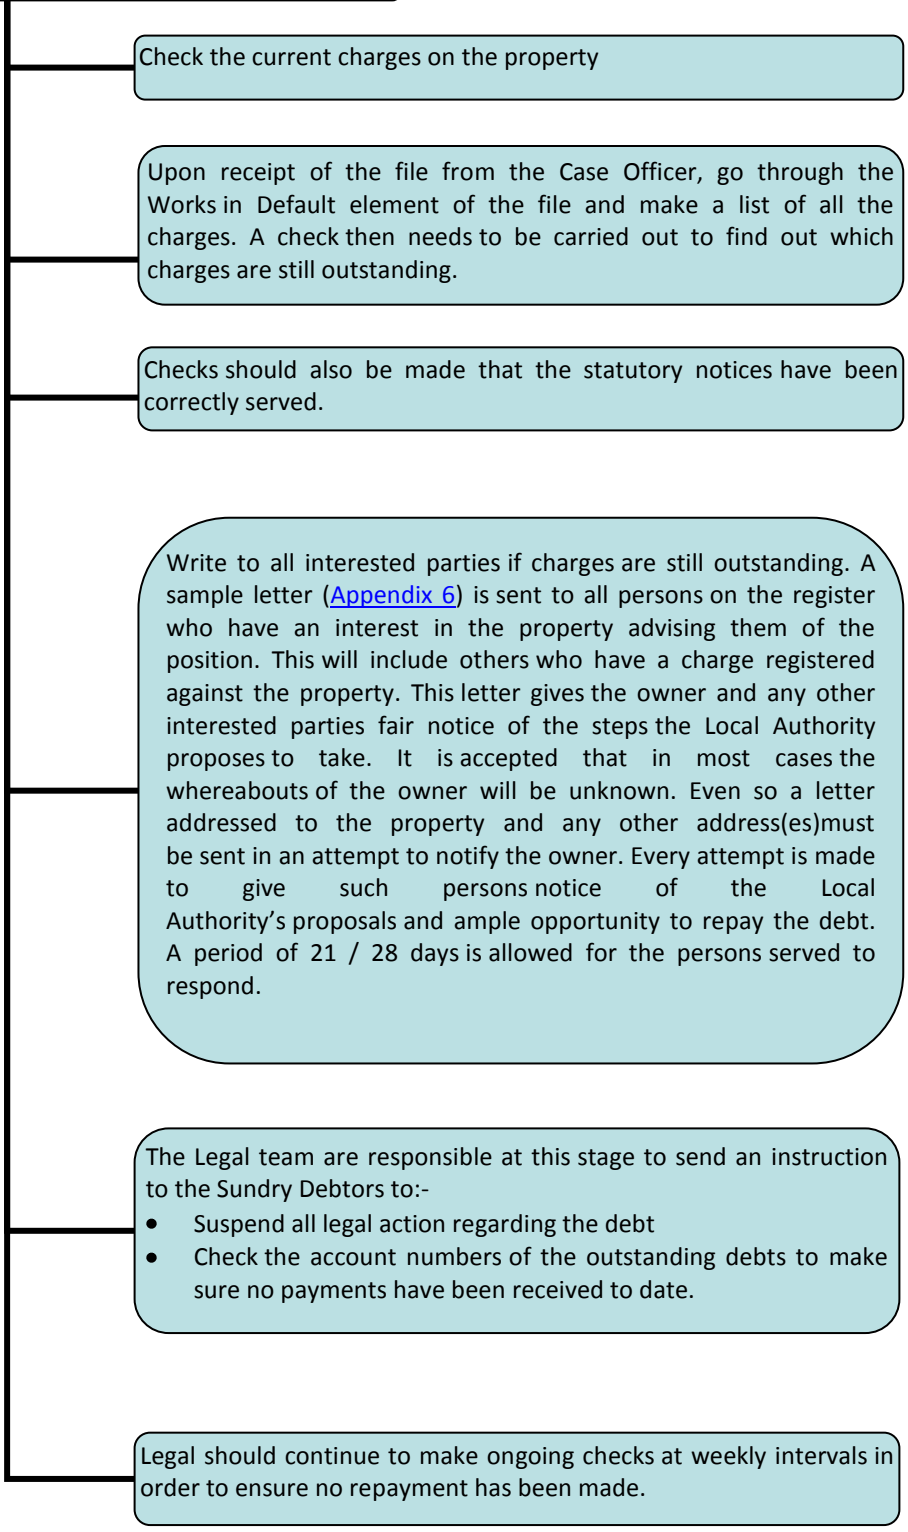 Check the current charges on the property
Upon receipt of the file from the Case Officer, go through the
Works in Default element of the file and make a list of all the
charges. A check then needs to be carried out to find out which
charges are still outstanding.
Checks should also be made that the statutory notices have been
correctly served.
Write to all interested parties if charges are still outstanding. A
sample letter (Appendix 6) is sent to all persons on the register
who have an interest in the property advising them of the
position. This will include others who have a charge registered
against the property. This letter gives the owner and any other
interested parties fair notice of the steps the Local Authority
proposes to take. It is accepted that in most cases the
whereabouts of the owner will be unknown. Even so a letter
addressed to the property and any other address(es)must
be sent in an attempt to notify the owner. Every attempt is made
to give such persons notice of the Local
Authority’s proposals and ample opportunity to repay the debt.
A period of 21 / 28 days is allowed for the persons served to
respond.
The Legal team are responsible at this stage to send an instruction
to the Sundry Debtors to:-
• Suspend all legal action regarding the debt
• Check the account numbers of the outstanding debts to make
sure no payments have been received to date.
Legal should continue to make ongoing checks at weekly intervals in
order to ensure no repayment has been made.